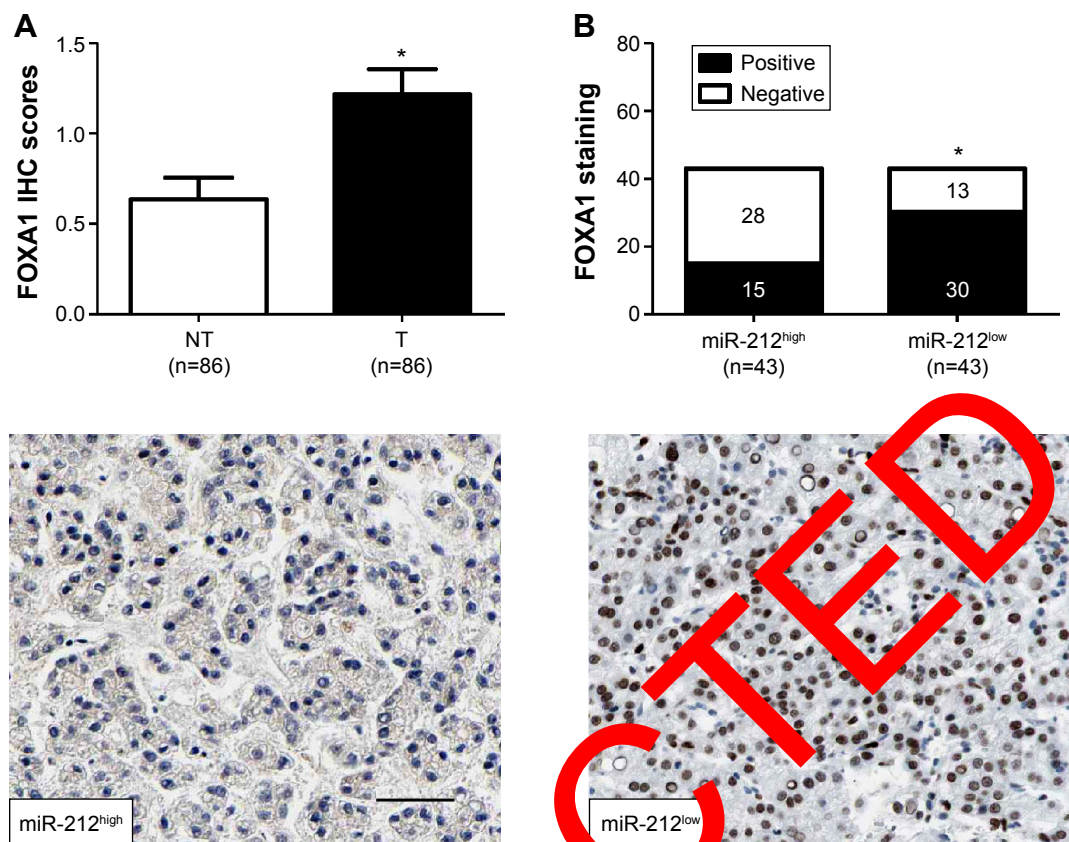 A
FOXA1 IHC scores
1.5
1.0
0.5
0.0
*
NT
(n=86)
T
(n=86)
B
FOXA1 staining
80
60
40
20
0
Positive
Negative
*
28
15
13
30
miR-212high
(n=43)
miR-212low
(n=43)
miR-212high
miR-212low
CTED